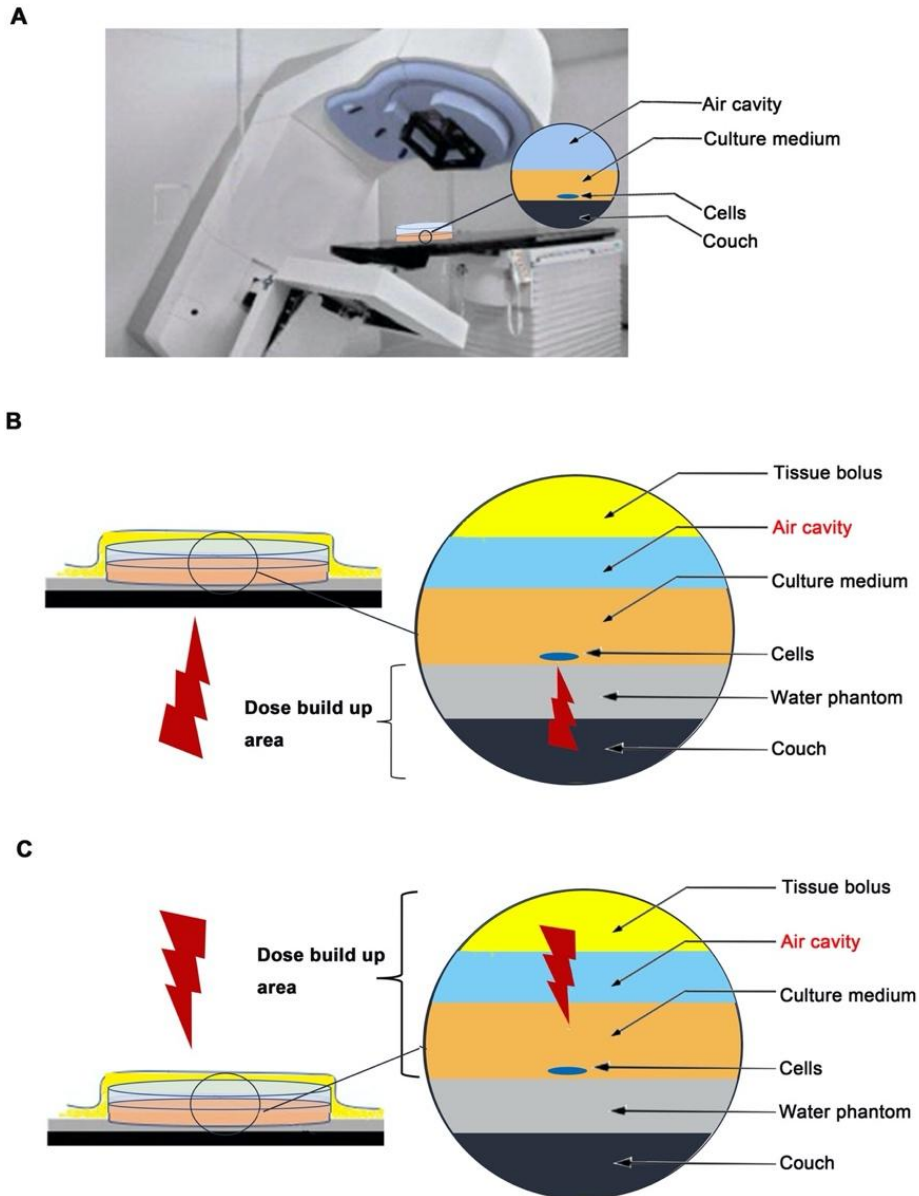 A
Air cavity
Culture medium
Cells
Couch
B
Tissue bolus
Air cavity
Culture medium
Cells
Water phantom
Couch
Dose build up
area
C
Tissue bolus
Air cavity
Culture medium
Cells
Water phantom
Couch
Dose build up
area